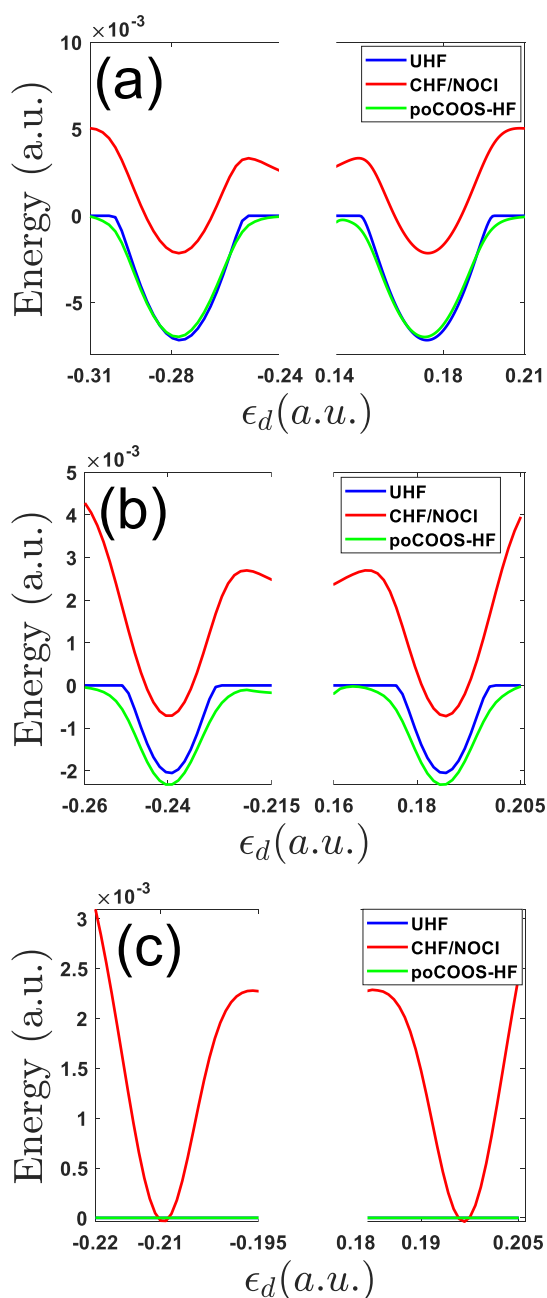 ×10⁻³
(a)
UHF
CHF/NOCI
poCOOS-HF
Energy (a.u.)
10
5
0
-5
-0.31 -0.28 -0.24 0.14 0.18 0.21
ϵ_d(a.u.)
×10⁻³
(b)
UHF
CHF/NOCI
poCOOS-HF
Energy (a.u.)
5
4
3
2
1
0
-1
-2
-0.26 -0.24 -0.215 0.16 0.18 0.205
ϵ_d(a.u.)
×10⁻³
(c)
UHF
CHF/NOCI
poCOOS-HF
Energy (a.u.)
3
2.5
2
1.5
1
0.5
0
-0.22 -0.21 -0.195 0.18 0.19 0.205
ϵ_d(a.u.)